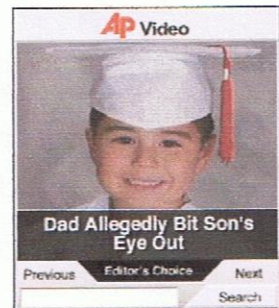 AP Video
Dad Allegedly Bit Son's
Eye Out
Previous Editor's Choice Next
Search